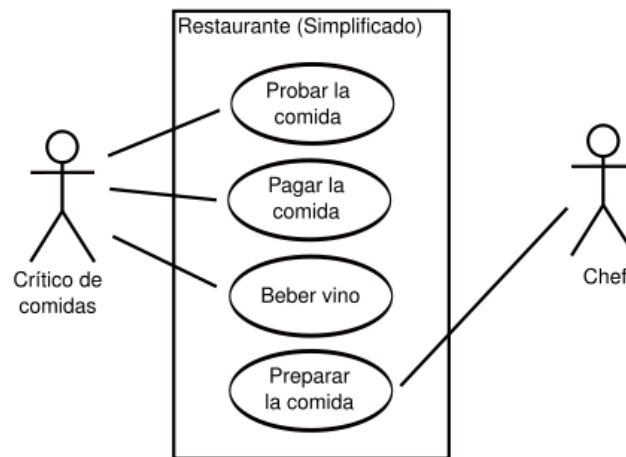 Restaurante (Simplificado)
Probar la
comida
Pagar la
comida
Beber vino
Preparar
la comida
Crítico de
comidas
Chef